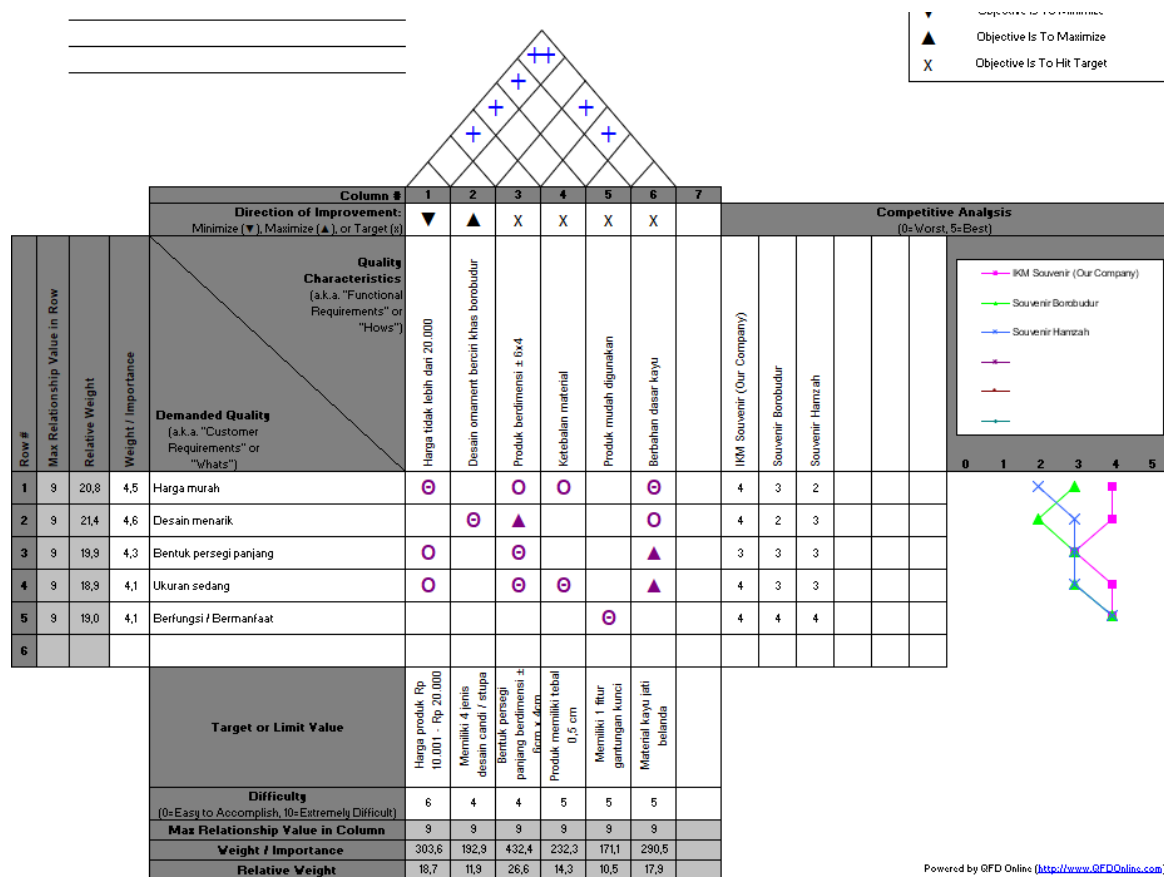 Objective Is To Minimize
▲ Objective Is To Maximize
X Objective Is To Hit Target
++
+
+ +
+ +
Column # 1 2 3 4 5 6 7
Direction of Improvement:
Minimize (▼), Maximize (▲), or Target (x)
▼ ▲ X X X X
Competitive Analysis
(0=Worst, 5=Best)
Row #
Max Relationship Value in Row
Relative Weight
Weight / Importance
Quality
Characteristics
(a.k.a. "Functional
Requirements" or
"Hows")
Demanded Quality
(a.k.a. "Customer
Requirements" or
"Whats")
Harga tidak lebih dari 20.000
Desain ornament berciri khas borobudur
Produk berdimensi ± 6x4
Ketebalan material
Produk mudah digunakan
Berbahan dasar kayu
IKM Souvenir (Our Company)
Souvenir Borobudur
Souvenir Hamzah
IKM Souvenir (Our Company)
Souvenir Borobudur
Souvenir Hamzah
0 1 2 3 4 5
1 9 20,8 4,5 Harga murah Θ Ο Ο Θ 4 3 2
2 9 21,4 4,6 Desain menarik Θ ▲ Ο 4 2 3
3 9 19,9 4,3 Bentuk persegi panjang Ο Θ ▲ 3 3 3
4 9 18,9 4,1 Ukuran sedang Ο Θ Θ ▲ 4 3 3
5 9 19,0 4,1 Berfungsi / Bermanfaat Θ 4 4 4
6
Target or Limit Value
Harga produk Rp
10.001 - Rp 20.000
Memiliki 4 jenis
desain candi / stupa
Bentuk persegi
panjang berdimensi ±
6cm x 4cm
Produk memiliki tebal
0,5 cm
Memiliki 1 fitur
gantungan kunci
Material kayu jati
belanda
Difficulty
(0=Easy to Accomplish, 10=Extremely Difficult)
6 4 4 5 5 5
Max Relationship Value in Column 9 9 9 9 9 9
Weight / Importance 303,6 192,9 432,4 232,3 171,1 290,5
Relative Weight 18,7 11,9 26,6 14,3 10,5 17,9
Powered by QFD Online (http://www.QFDOnline.com)